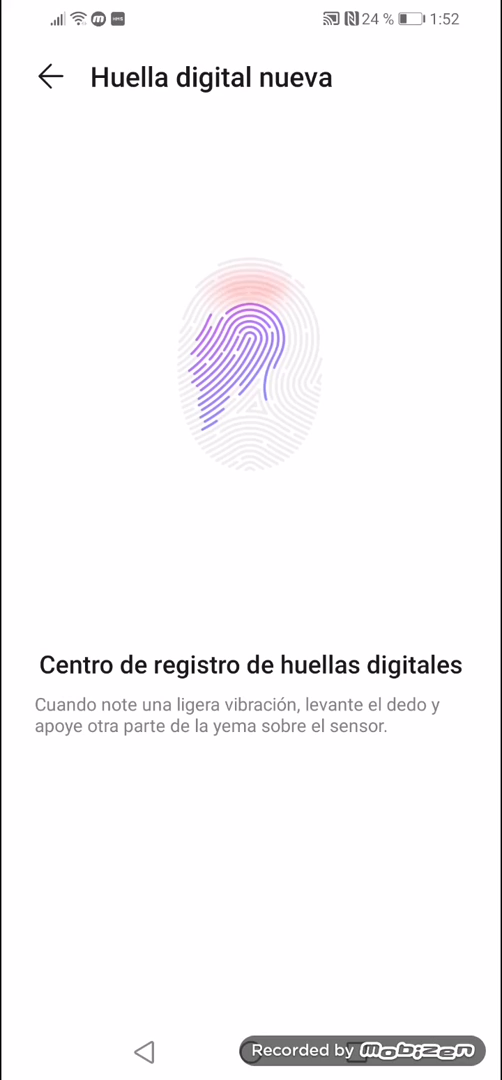 24 % 1:52
Huella digital nueva
Centro de registro de huellas digitales
Cuando note una ligera vibración, levante el dedo y
apoye otra parte de la yema sobre el sensor.
Recorded by mobizen